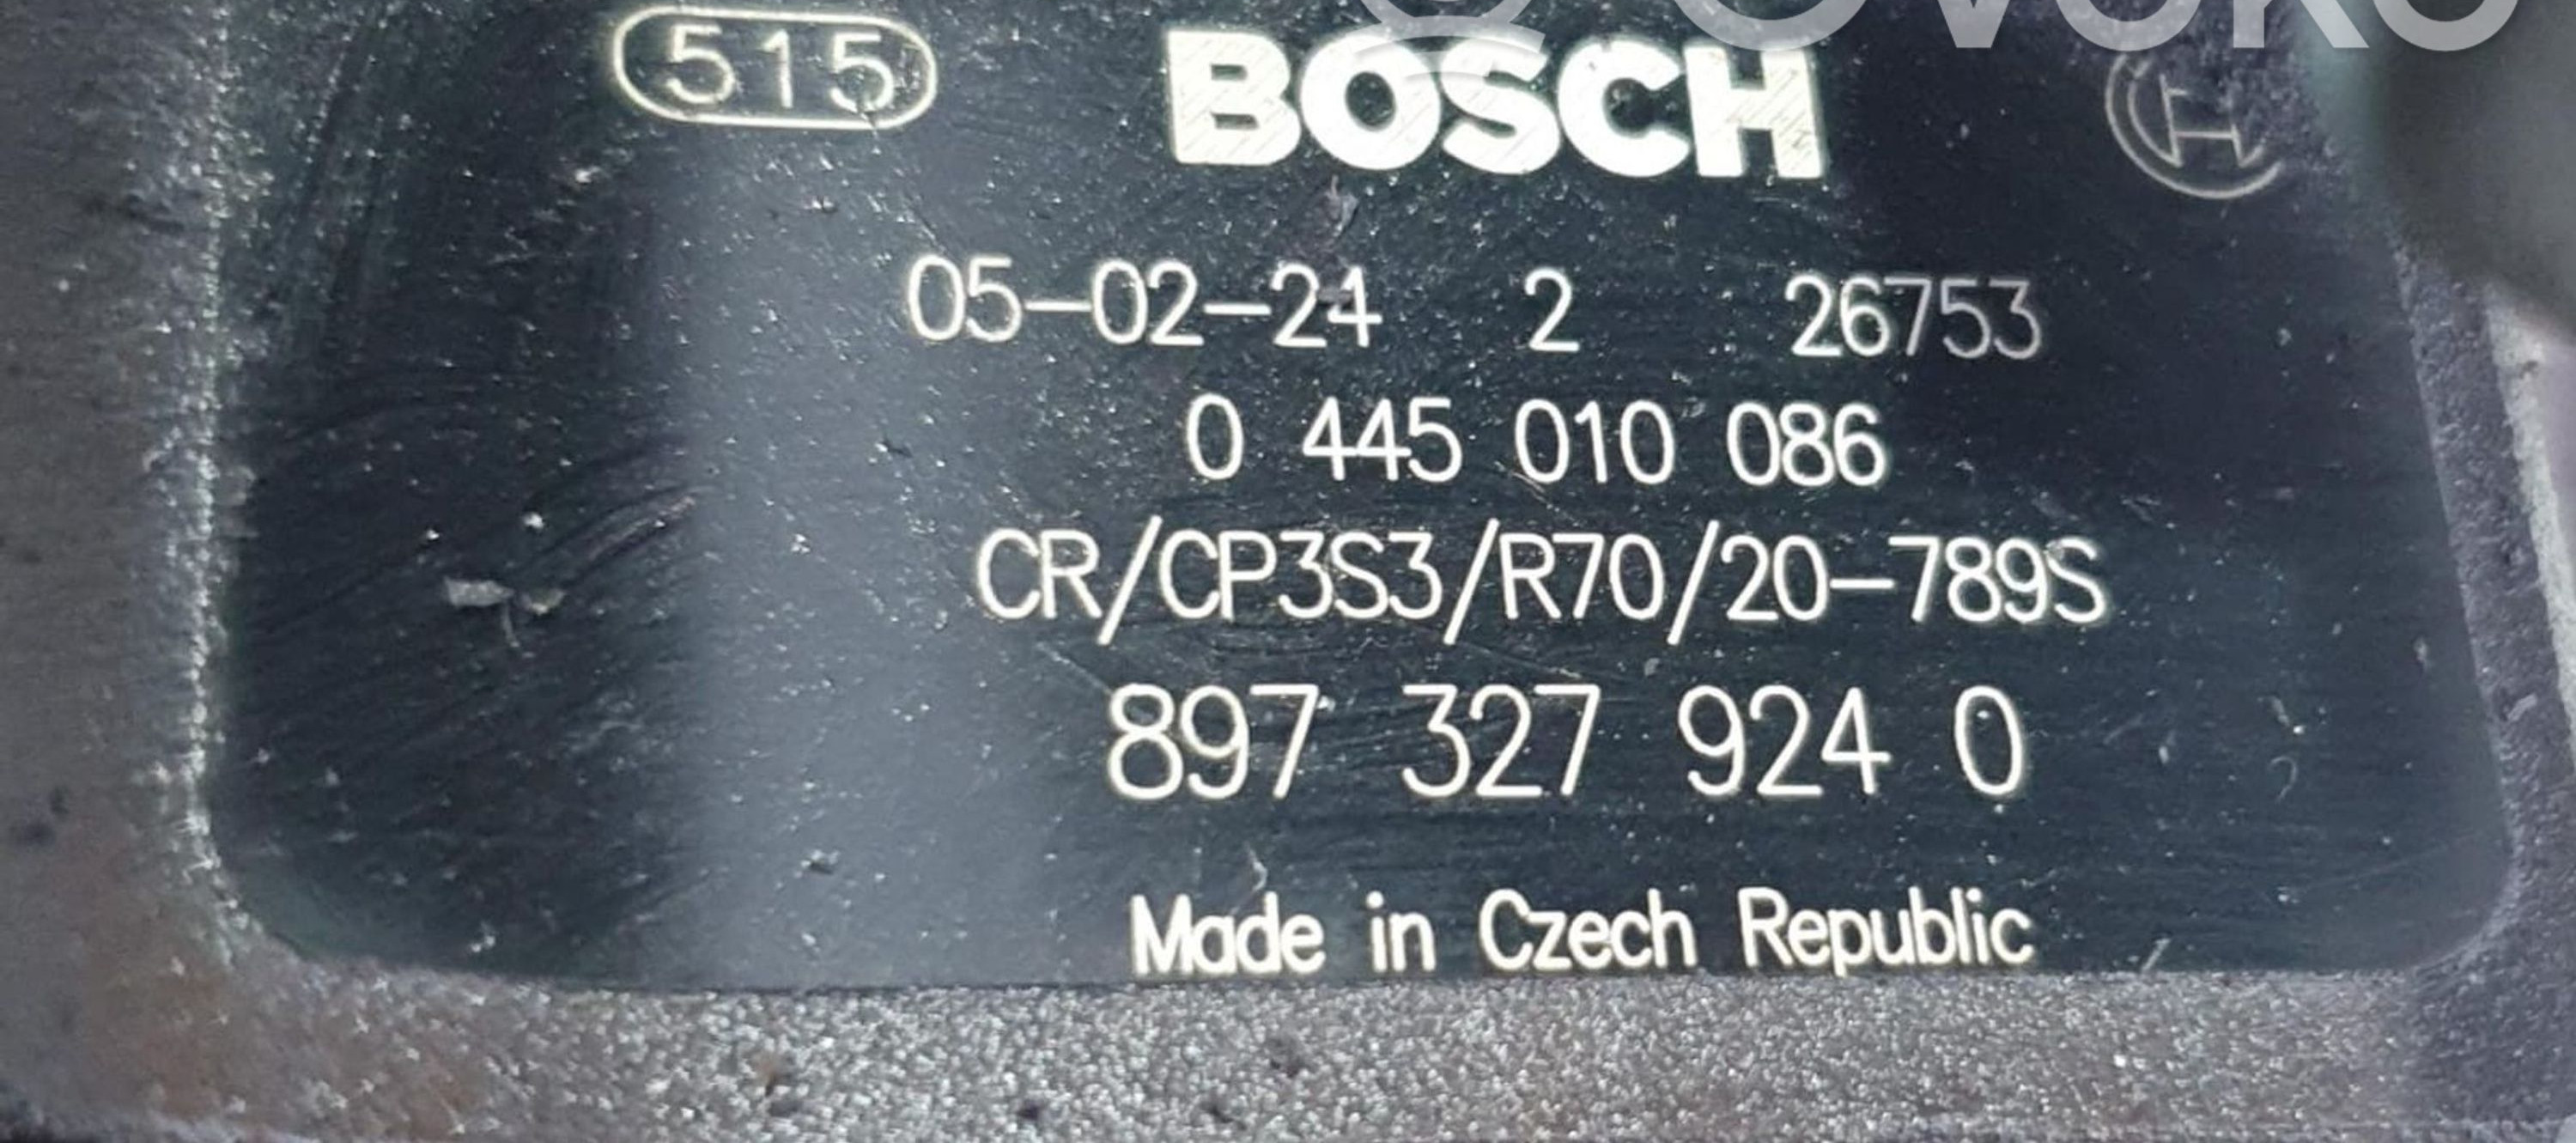 515 BOSCH
05-02-24 2 26753
0 445 010 086
CR/CP3S3/R70/20-789S
897 327 924 0
Made in Czech Republic